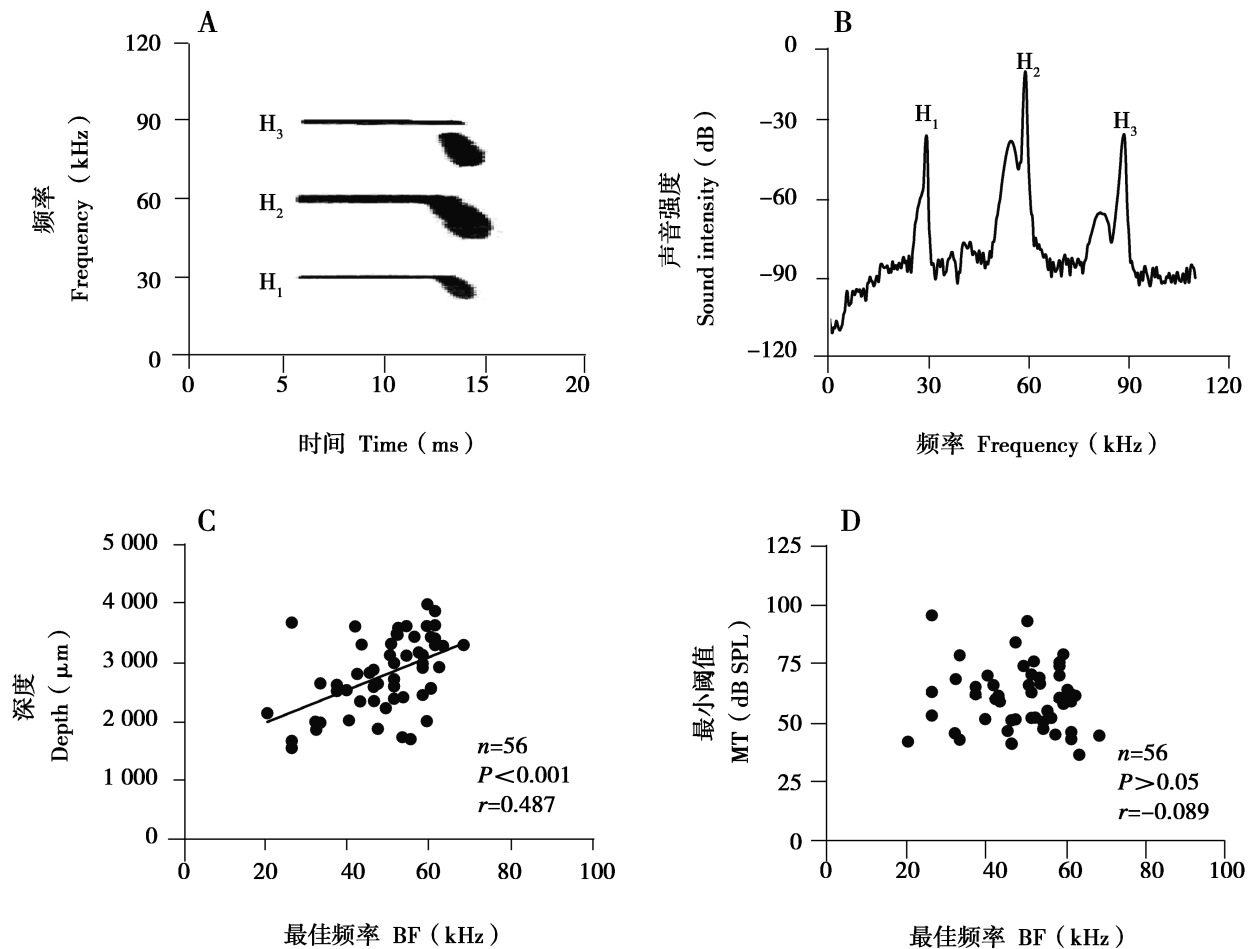 A
120
90
60
30
0
频率
Frequency（kHz）
H3
H2
H1
0 5 10 15 20
时间 Time（ms）
B
0
−30
−60
−90
−120
声音强度
Sound intensity（dB）
H1
H2
H3
0 30 60 90 120
频率 Frequency（kHz）
C
5 000
4 000
3 000
2 000
1 000
0
深度
Depth（μm）
n=56
P＜0.001
r=0.487
0 20 40 60 80 100
最佳频率 BF（kHz）
D
125
100
75
50
25
0
最小阈值
MT（dB SPL）
n=56
P＞0.05
r=−0.089
0 20 40 60 80 100
最佳频率 BF（kHz）